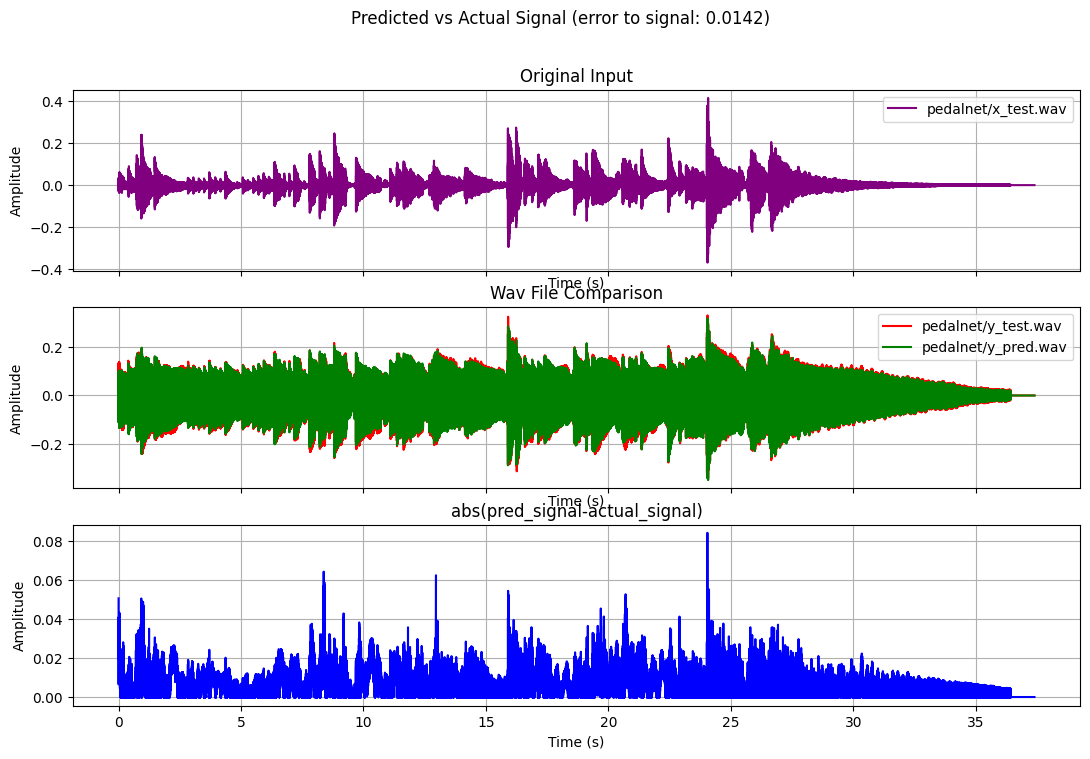 Predicted vs Actual Signal (error to signal: 0.0142)
Original Input
pedalnet/x_test.wav
0.4
0.2
0.0
−0.2
−0.4
Amplitude
Time (s)
Wav File Comparison
pedalnet/y_test.wav
pedalnet/y_pred.wav
0.2
0.0
−0.2
Amplitude
Time (s)
abs(pred_signal-actual_signal)
0.08
0.06
0.04
0.02
0.00
Amplitude
0 5 10 15 20 25 30 35
Time (s)